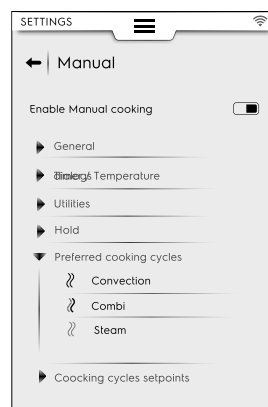 SETTINGS
Manual
Enable Manual cooking
General
Temperature
Utilities
Hold
Preferred cooking cycles
Convection
Combi
Steam
Coocking cycles setpoints